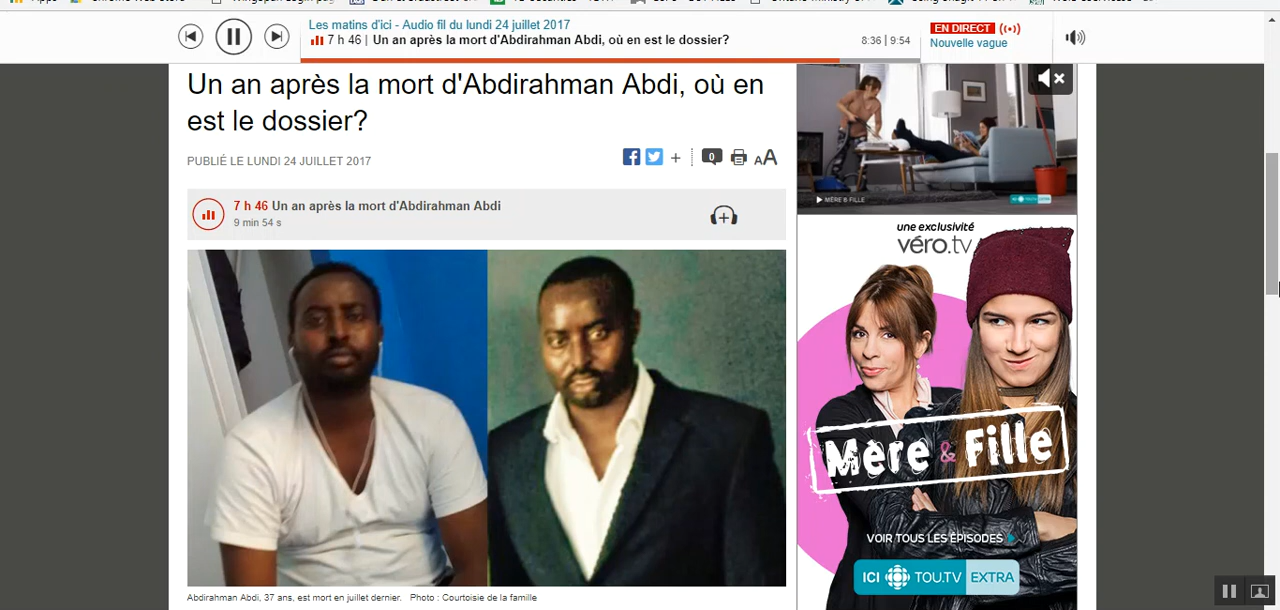 Les matins d'ici - Audio fil du lundi 24 juillet 2017
7 h 46 | Un an après la mort d'Abdirahman Abdi, où en est le dossier?
8:36 | 9:54
EN DIRECT
Nouvelle vague
Un an après la mort d'Abdirahman Abdi, où en
est le dossier?
PUBLIÉ LE LUNDI 24 JUILLET 2017
0
AA
7 h 46 Un an après la mort d'Abdirahman Abdi
9 min 54 s
Abdirahman Abdi, 37 ans, est mort en juillet dernier. Photo : Courtoisie de la famille
MÈRE & FILLE
une exclusivité
véro.tv
Mère & Fille
VOIR TOUS LES ÉPISODES
ICI TOU.TV EXTRA